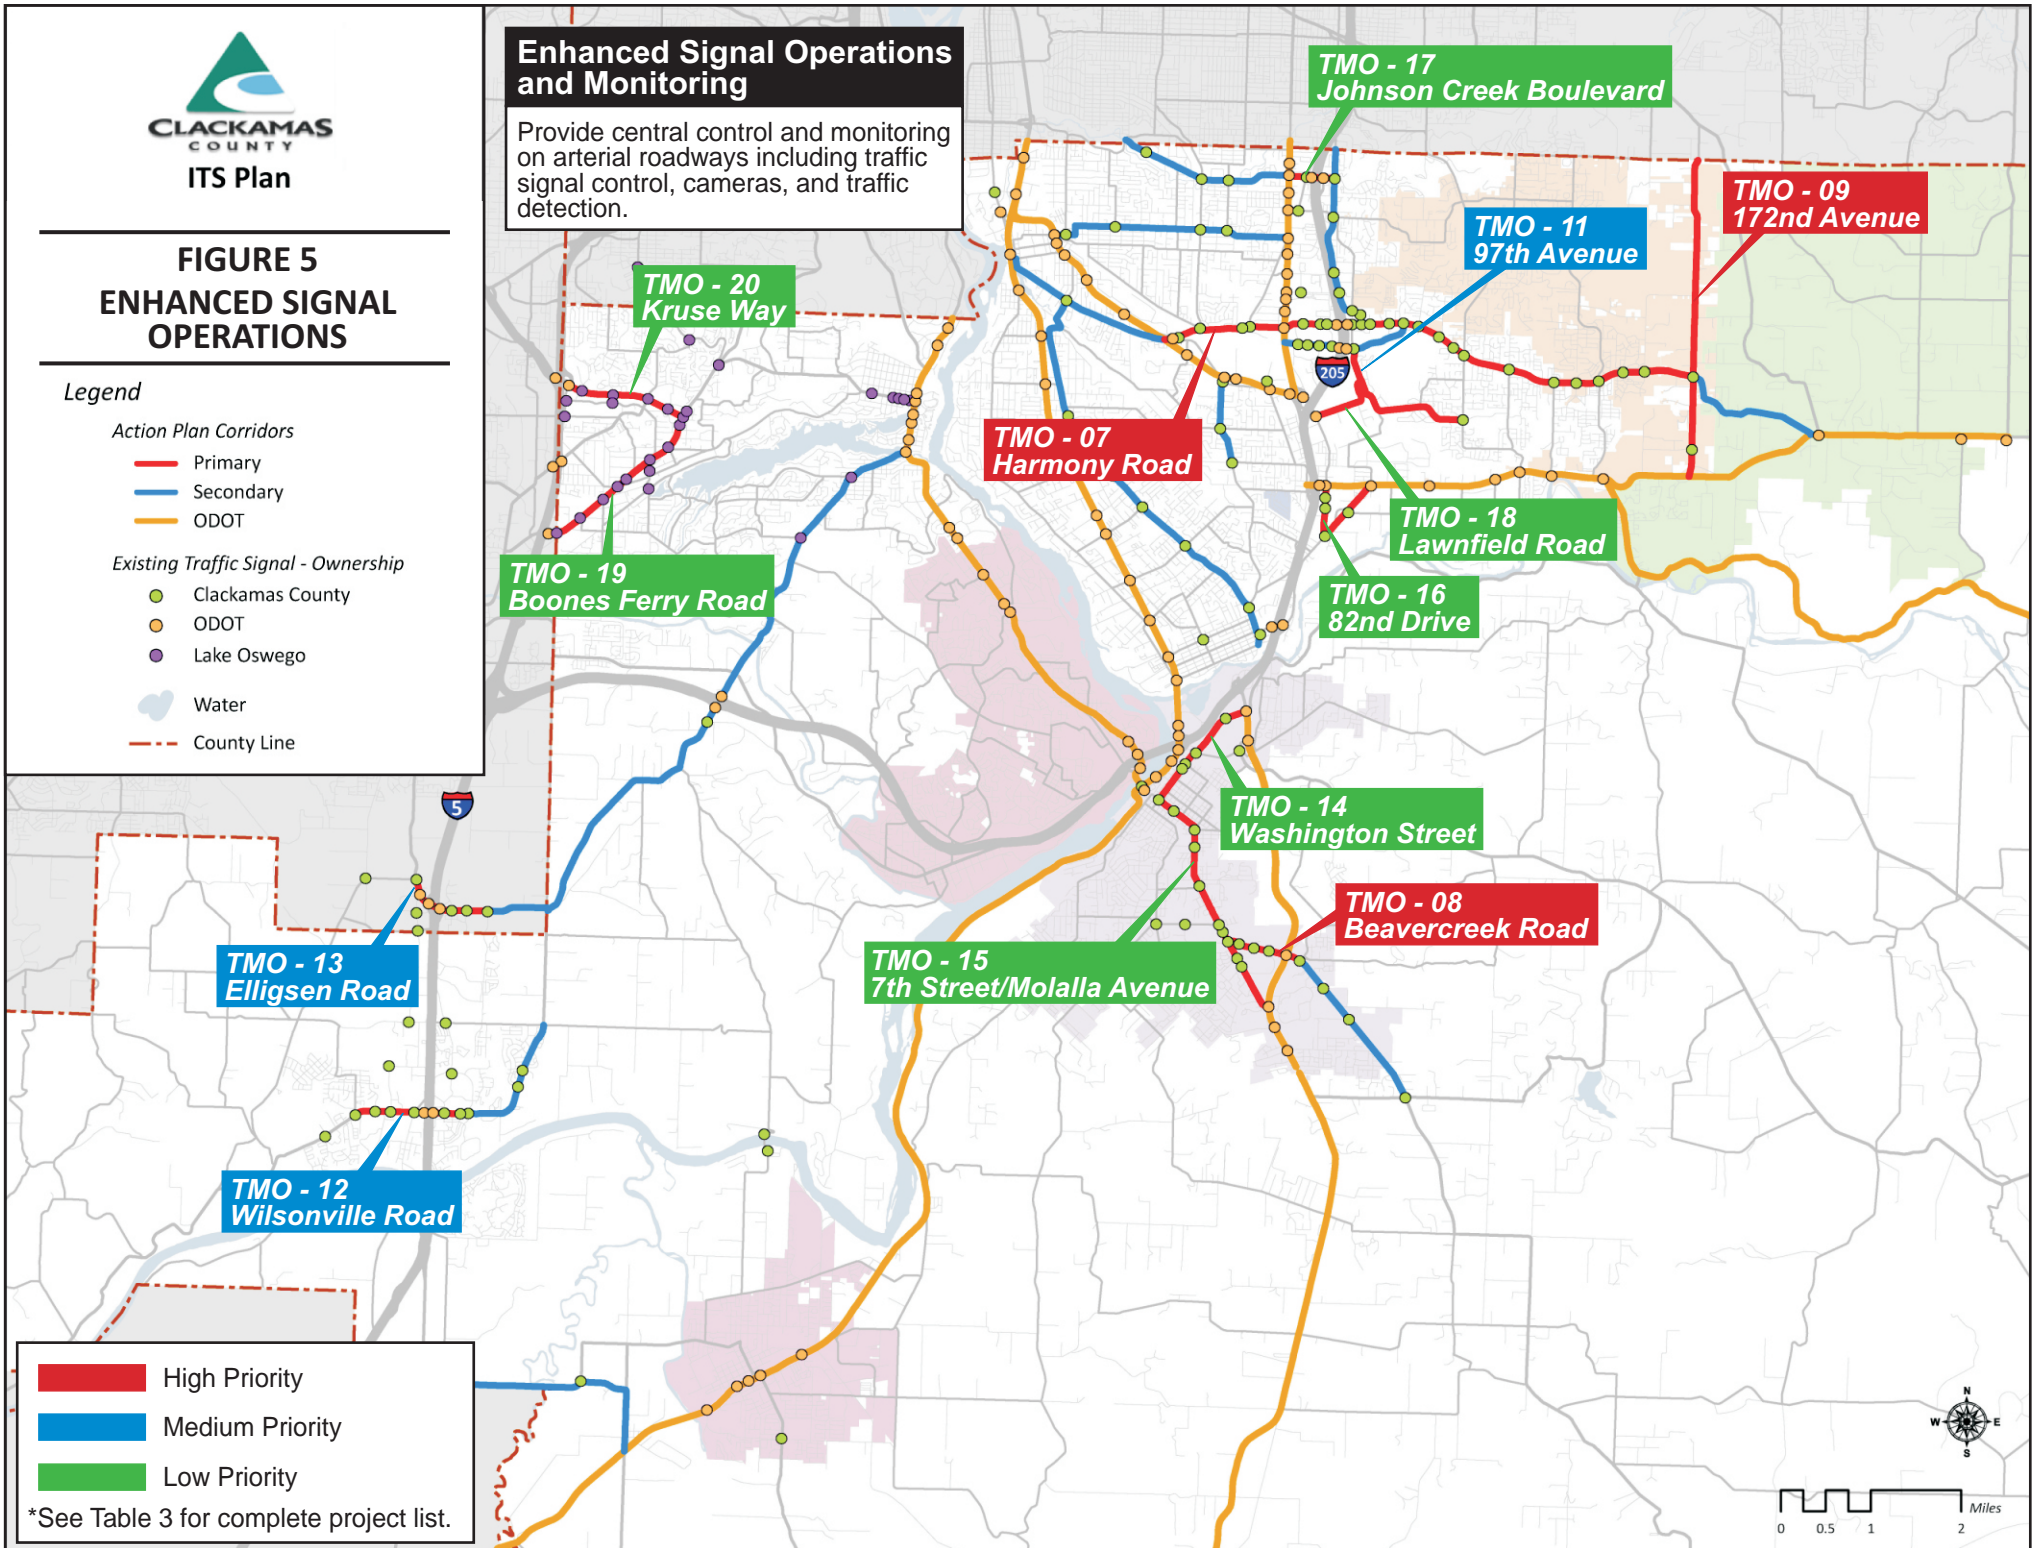 CLACKAMAS
COUNTY
ITS Plan
FIGURE 5
ENHANCED SIGNAL
OPERATIONS
Legend
Action Plan Corridors
Primary
Secondary
ODOT
Existing Traffic Signal - Ownership
Clackamas County
ODOT
Lake Oswego
Water
County Line
Enhanced Signal Operations
and Monitoring
Provide central control and monitoring
on arterial roadways including traffic
signal control, cameras, and traffic
detection.
TMO - 17
Johnson Creek Boulevard
TMO - 09
172nd Avenue
TMO - 11
97th Avenue
TMO - 20
Kruse Way
205
TMO - 07
Harmony Road
TMO - 18
Lawnfield Road
TMO - 19
Boones Ferry Road
TMO - 16
82nd Drive
5
TMO - 14
Washington Street
TMO - 08
Beavercreek Road
TMO - 15
7th Street/Molalla Avenue
TMO - 13
Elligsen Road
TMO - 12
Wilsonville Road
High Priority
Medium Priority
Low Priority
*See Table 3 for complete project list.
N
W E
S
Miles
0 0.5 1 2